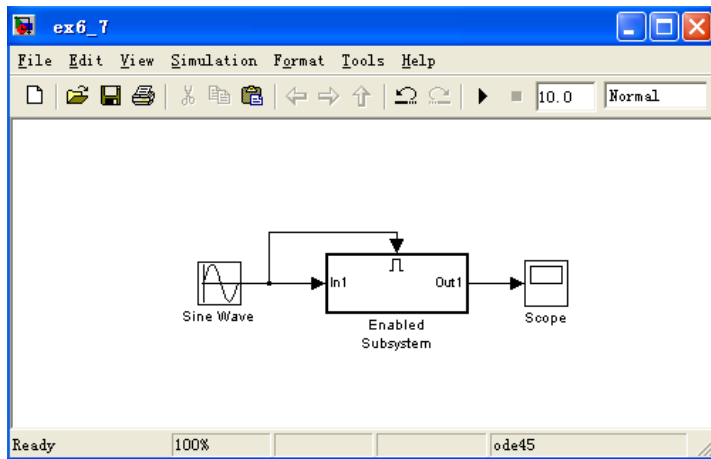 ex6_7
File Edit View Simulation Format Tools Help
10.0 Normal
In1 Out1
Sine Wave
Enabled
Subsystem
Scope
Ready 100% ode45